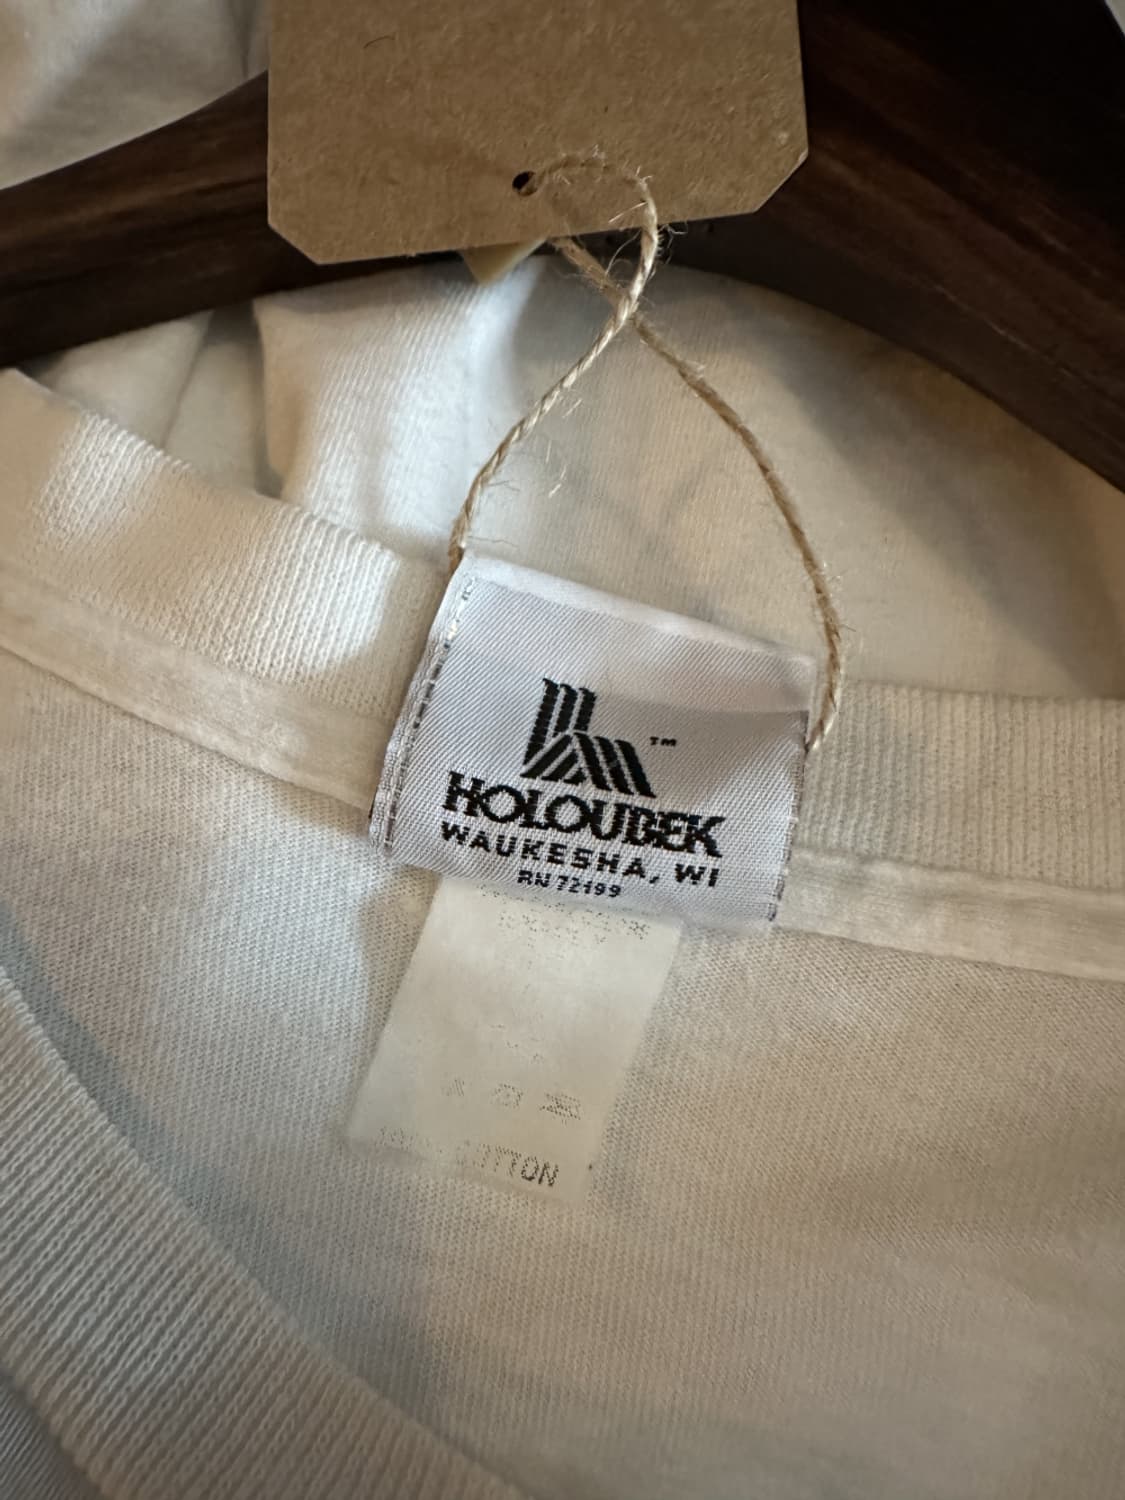 ™
HOLOUBEK
WAUKESHA, WI
RN 72199
COTTON